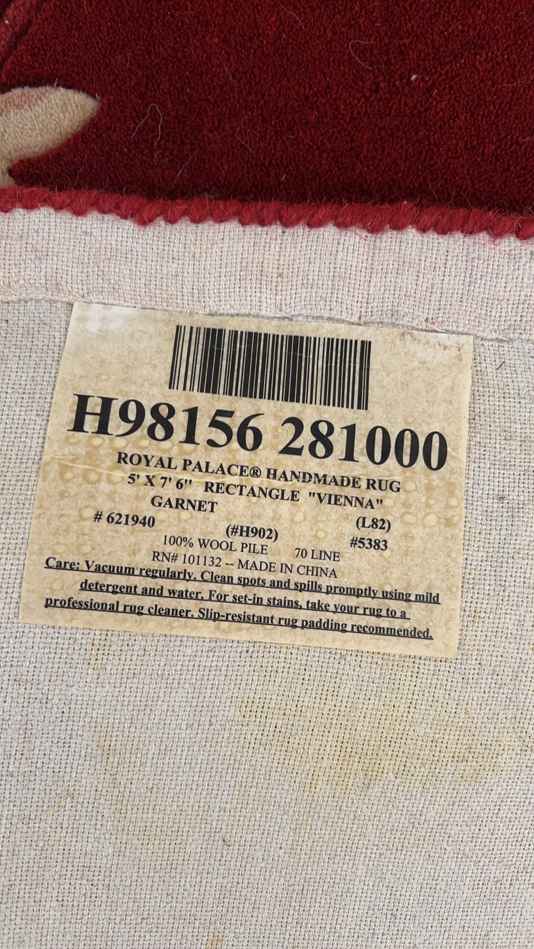 H98156 281000
ROYAL PALACE® HANDMADE RUG
5' X 7' 6" RECTANGLE "VIENNA"
GARNET (L82)
# 621940 (#H902) #5383
100% WOOL PILE 70 LINE
RN# 101132 -- MADE IN CHINA
Care: Vacuum regularly. Clean spots and spills promptly using mild
detergent and water. For set-in stains, take your rug to a
professional rug cleaner. Slip-resistant rug padding recommended.